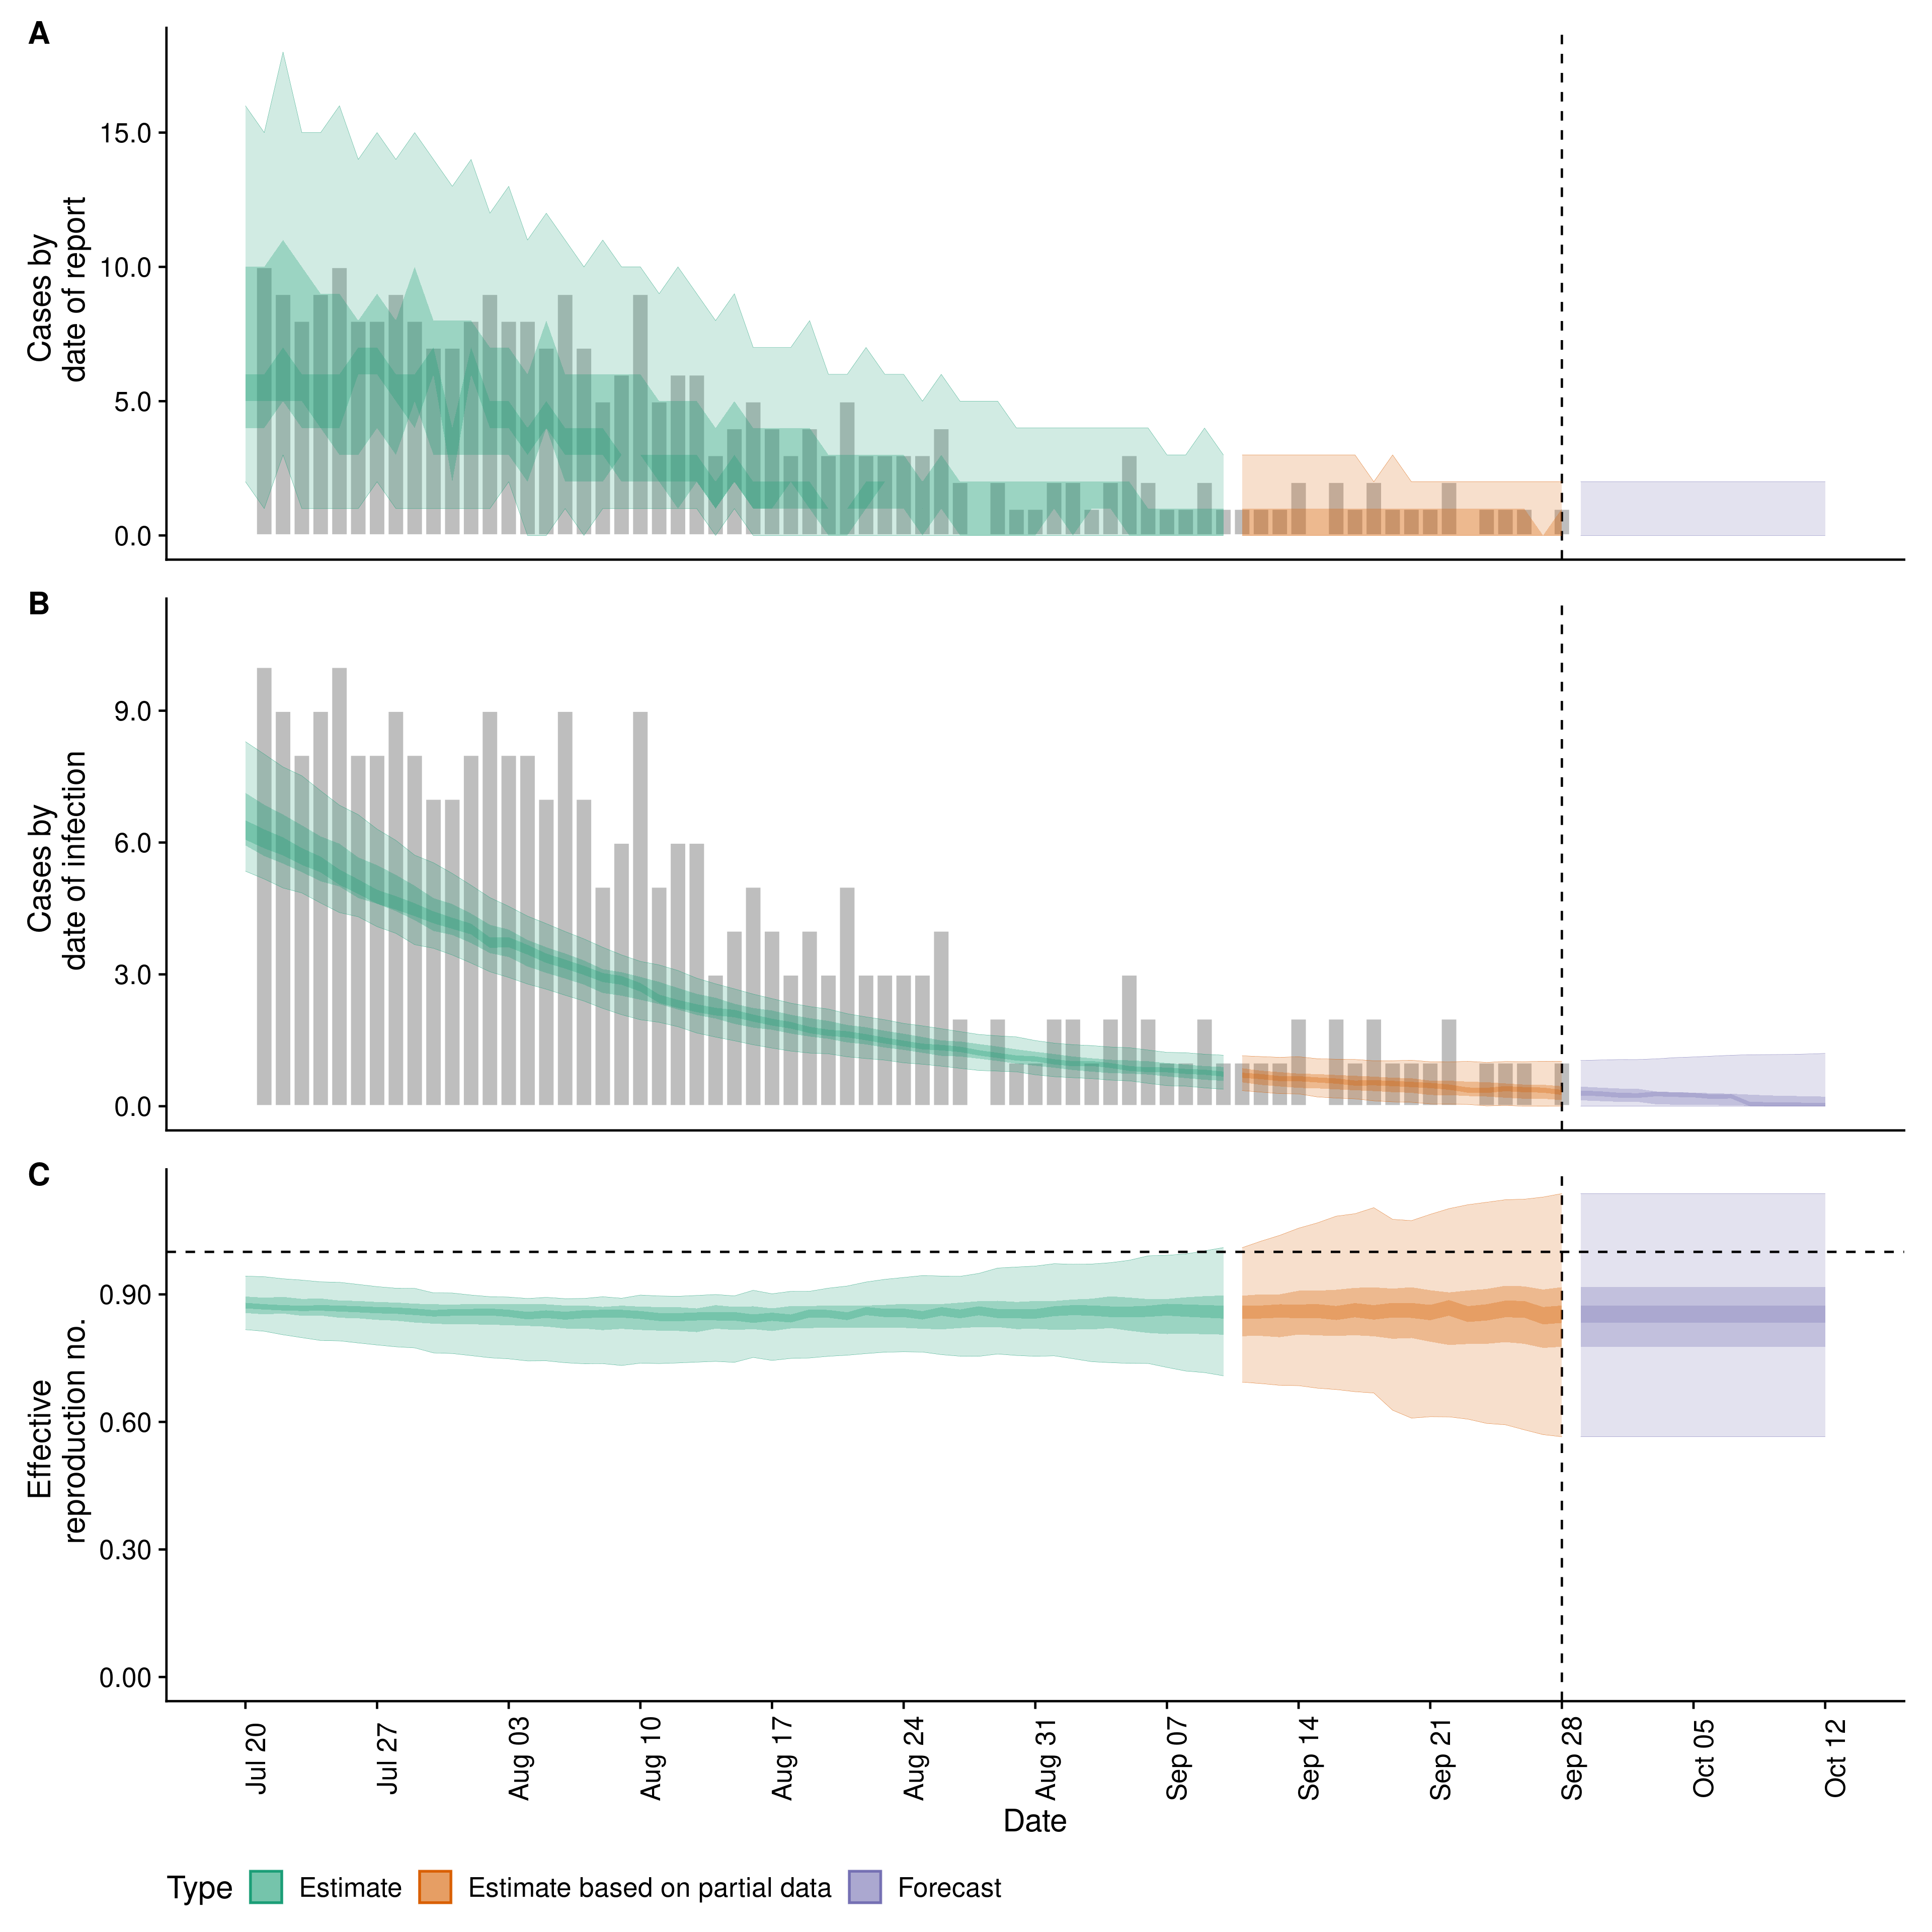 A
Cases by
date of report
15.0
10.0
5.0
0.0
B
Cases by
date of infection
9.0
6.0
3.0
0.0
C
Effective
reproduction no.
0.90
0.60
0.30
0.00
Jul 20
Jul 27
Aug 03
Aug 10
Aug 17
Aug 24
Aug 31
Sep 07
Sep 14
Sep 21
Sep 28
Oct 05
Oct 12
Date
Type Estimate Estimate based on partial data Forecast